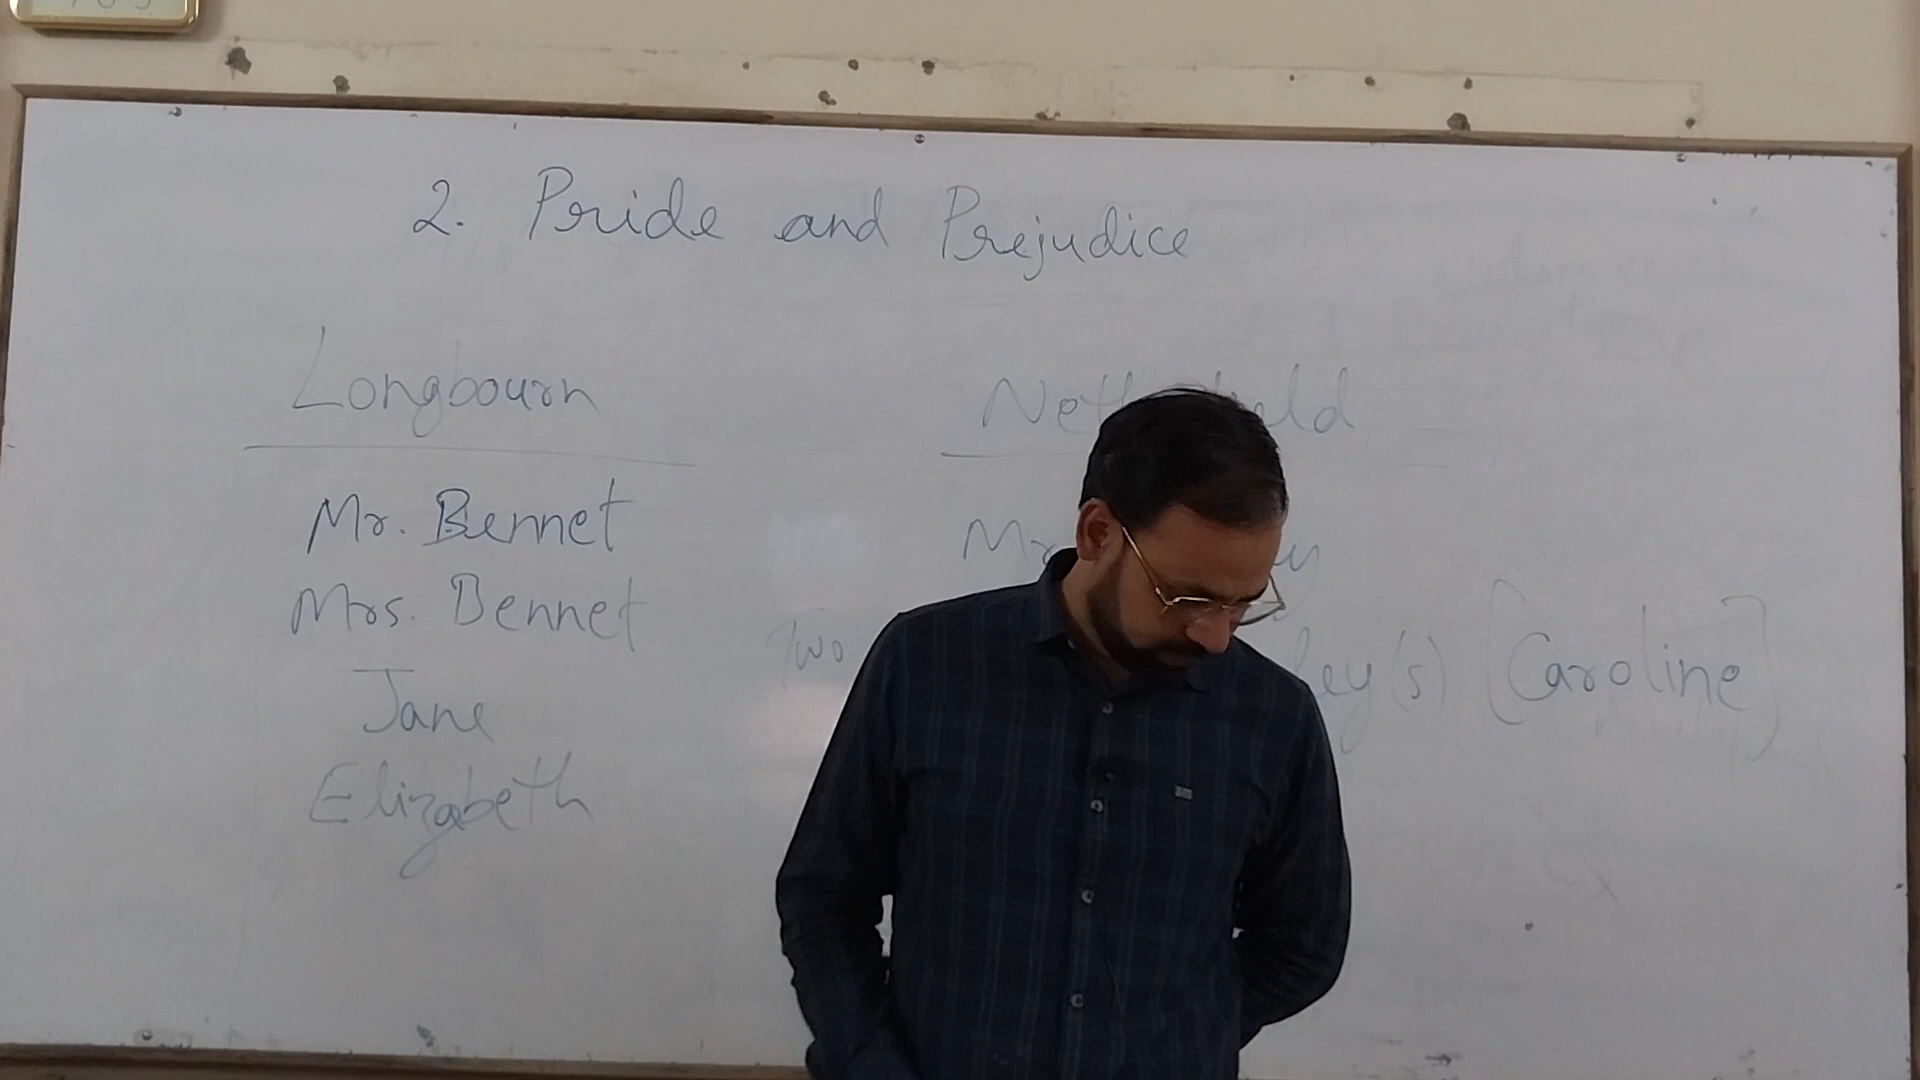 2. Pride and Prejudice
Longbourn
Mr. Bennet
Mrs. Bennet
Jane
Elizabeth
Two (s) [Caroline]